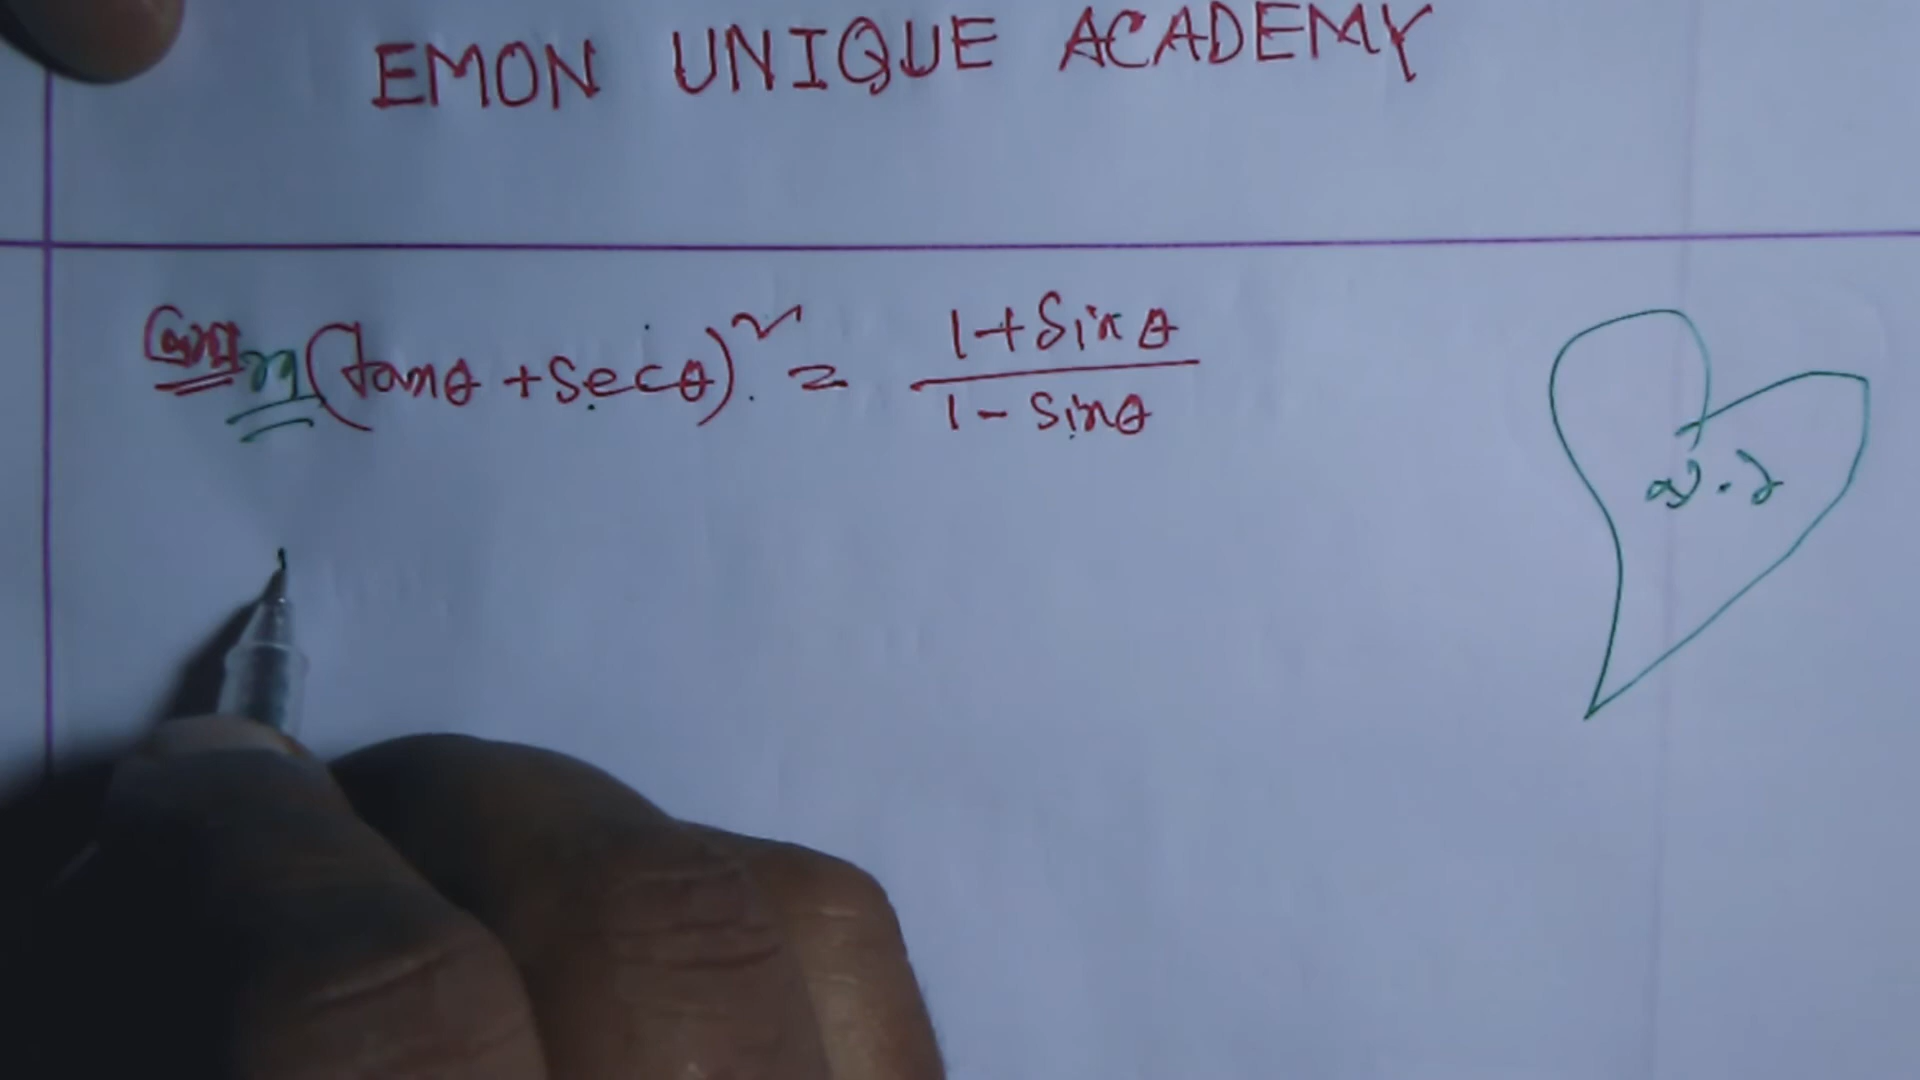 EMON UNIQUE ACADEMY
(tanθ + secθ)² = (1 + Sinθ)/(1 - Sinθ)